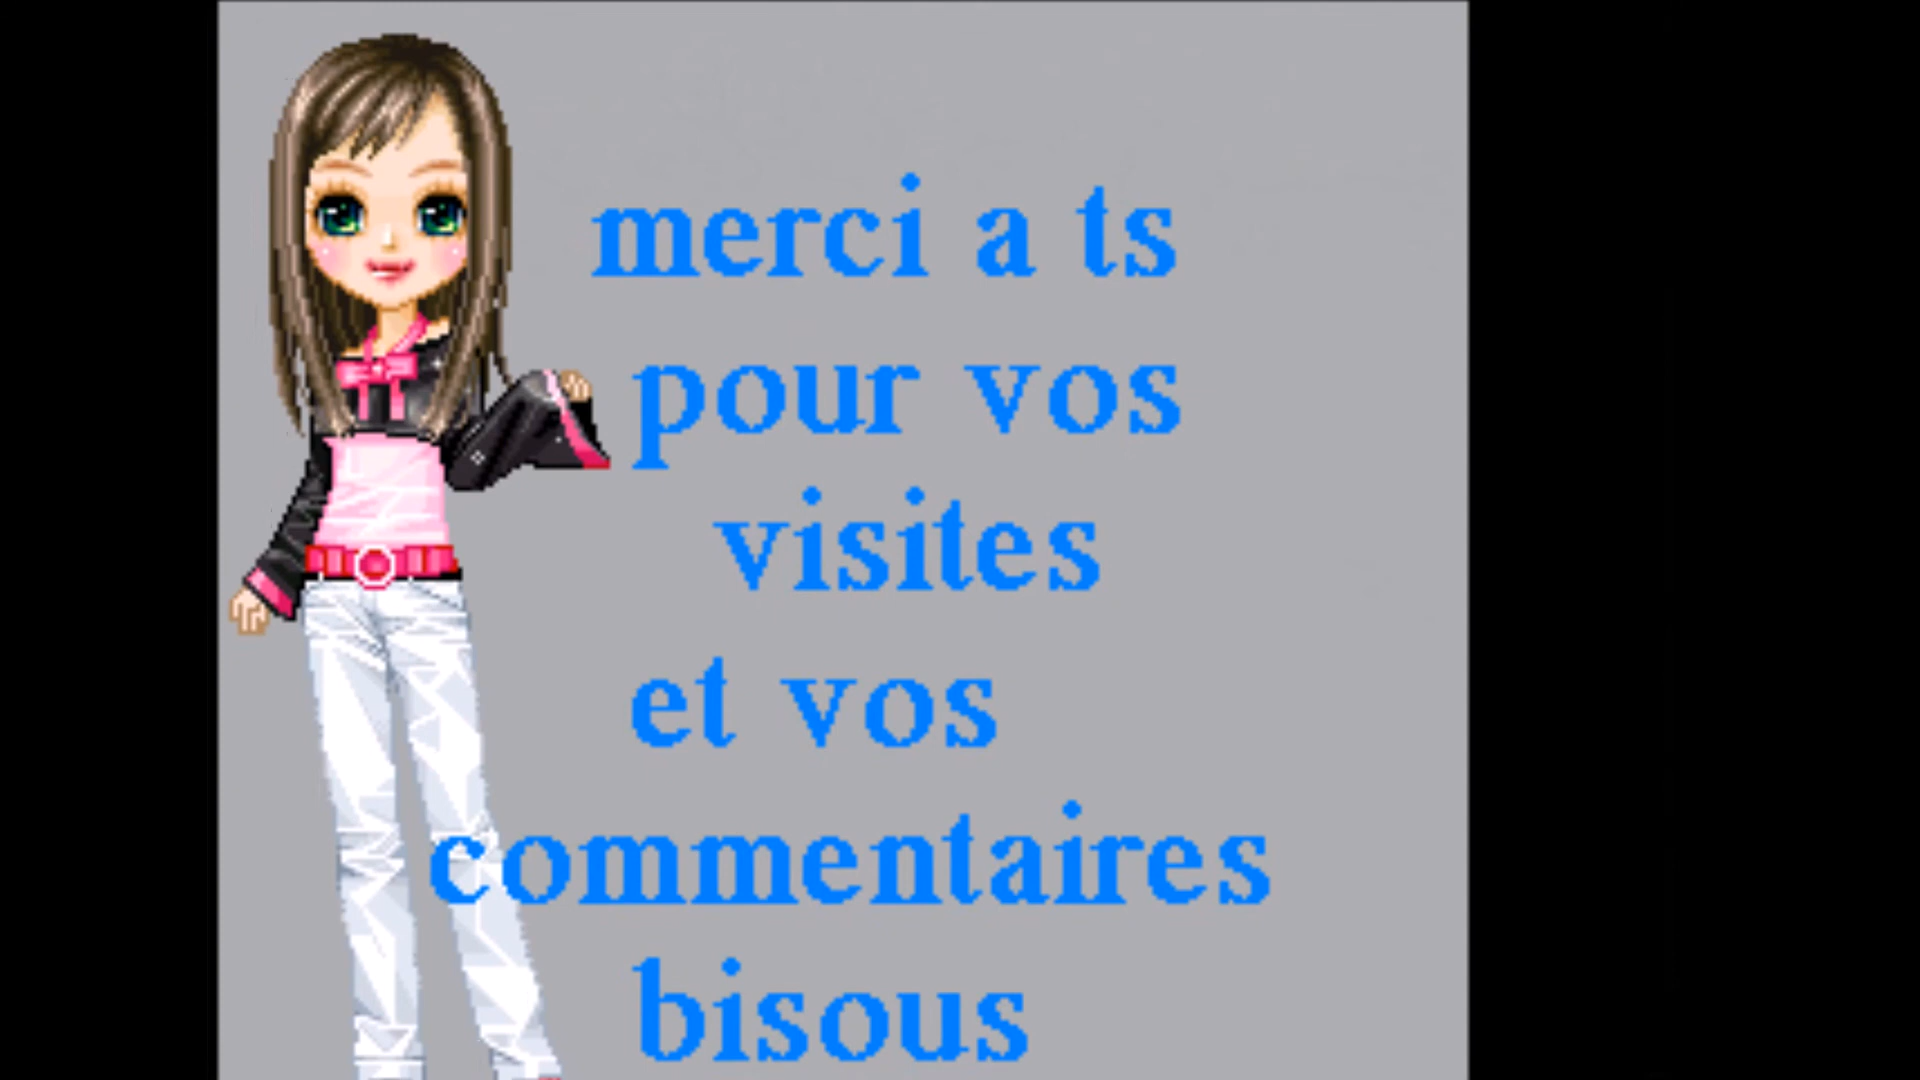 merci a ts
pour vos
visites
et vos
commentaires
bisous